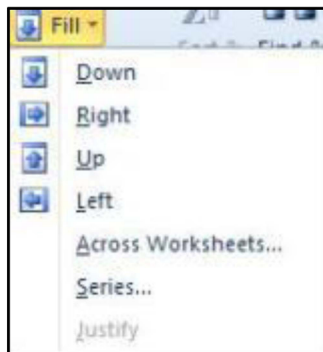 Fill
Down
Right
Up
Left
Across Worksheets...
Series...
Justify